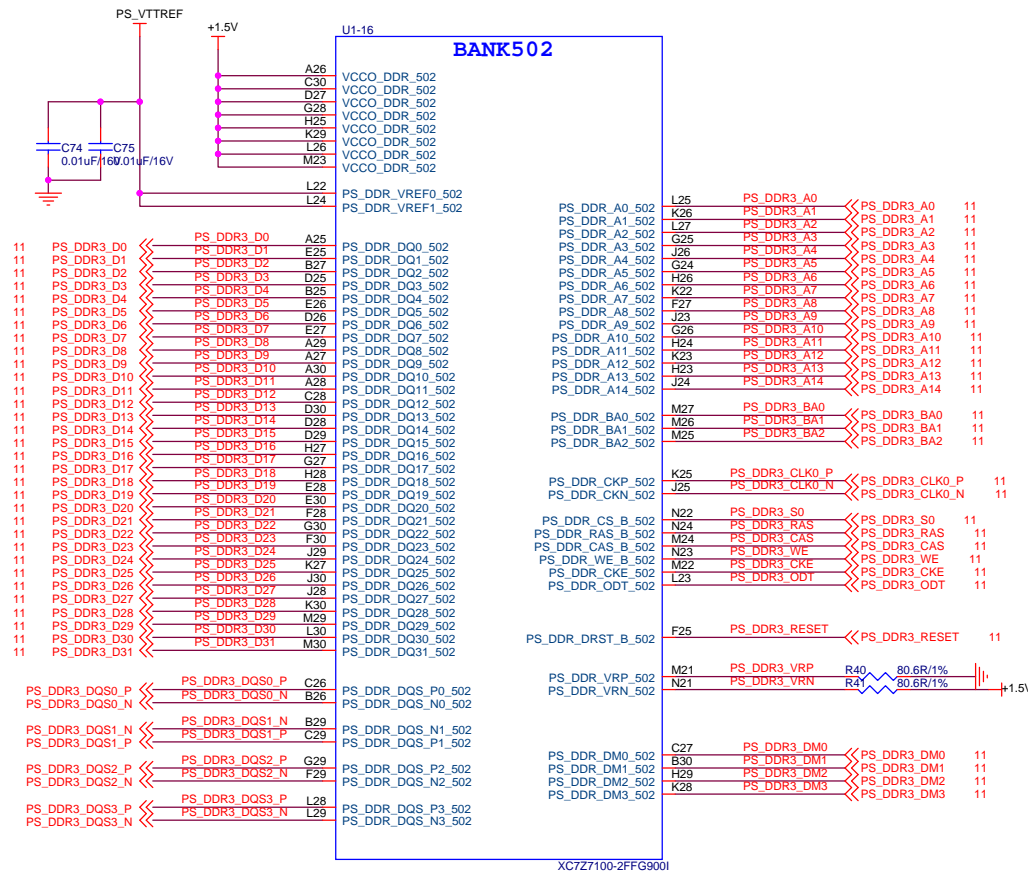 PS_VTTREF
+1.5V
U1-16
BANK502
A26 VCCO_DDR_502
C30 VCCO_DDR_502
D27 VCCO_DDR_502
G28 VCCO_DDR_502
H25 VCCO_DDR_502
K29 VCCO_DDR_502
L26 VCCO_DDR_502
M23 VCCO_DDR_502
C74 C75
0.01uF/16V 0.01uF/16V
L22 PS_DDR_VREF0_502
L24 PS_DDR_VREF1_502
11 PS_DDR3_D0 PS_DDR3_D0 A25 PS_DDR_DQ0_502
11 PS_DDR3_D1 PS_DDR3_D1 E25 PS_DDR_DQ1_502
11 PS_DDR3_D2 PS_DDR3_D2 B27 PS_DDR_DQ2_502
11 PS_DDR3_D3 PS_DDR3_D3 D25 PS_DDR_DQ3_502
11 PS_DDR3_D4 PS_DDR3_D4 B25 PS_DDR_DQ4_502
11 PS_DDR3_D5 PS_DDR3_D5 E26 PS_DDR_DQ5_502
11 PS_DDR3_D6 PS_DDR3_D6 D26 PS_DDR_DQ6_502
11 PS_DDR3_D7 PS_DDR3_D7 E27 PS_DDR_DQ7_502
11 PS_DDR3_D8 PS_DDR3_D8 A29 PS_DDR_DQ8_502
11 PS_DDR3_D9 PS_DDR3_D9 A27 PS_DDR_DQ9_502
11 PS_DDR3_D10 PS_DDR3_D10 A30 PS_DDR_DQ10_502
11 PS_DDR3_D11 PS_DDR3_D11 A28 PS_DDR_DQ11_502
11 PS_DDR3_D12 PS_DDR3_D12 C28 PS_DDR_DQ12_502
11 PS_DDR3_D13 PS_DDR3_D13 D30 PS_DDR_DQ13_502
11 PS_DDR3_D14 PS_DDR3_D14 D28 PS_DDR_DQ14_502
11 PS_DDR3_D15 PS_DDR3_D15 D29 PS_DDR_DQ15_502
11 PS_DDR3_D16 PS_DDR3_D16 H27 PS_DDR_DQ16_502
11 PS_DDR3_D17 PS_DDR3_D17 G27 PS_DDR_DQ17_502
11 PS_DDR3_D18 PS_DDR3_D18 H28 PS_DDR_DQ18_502
11 PS_DDR3_D19 PS_DDR3_D19 E28 PS_DDR_DQ19_502
11 PS_DDR3_D20 PS_DDR3_D20 E30 PS_DDR_DQ20_502
11 PS_DDR3_D21 PS_DDR3_D21 F28 PS_DDR_DQ21_502
11 PS_DDR3_D22 PS_DDR3_D22 G30 PS_DDR_DQ22_502
11 PS_DDR3_D23 PS_DDR3_D23 F30 PS_DDR_DQ23_502
11 PS_DDR3_D24 PS_DDR3_D24 J29 PS_DDR_DQ24_502
11 PS_DDR3_D25 PS_DDR3_D25 K27 PS_DDR_DQ25_502
11 PS_DDR3_D26 PS_DDR3_D26 J30 PS_DDR_DQ26_502
11 PS_DDR3_D27 PS_DDR3_D27 J28 PS_DDR_DQ27_502
11 PS_DDR3_D28 PS_DDR3_D28 K30 PS_DDR_DQ28_502
11 PS_DDR3_D29 PS_DDR3_D29 M29 PS_DDR_DQ29_502
11 PS_DDR3_D30 PS_DDR3_D30 L30 PS_DDR_DQ30_502
11 PS_DDR3_D31 PS_DDR3_D31 M30 PS_DDR_DQ31_502
PS_DDR3_DQS0_P PS_DDR3_DQS0_P C26 PS_DDR_DQS_P0_502
PS_DDR3_DQS0_N PS_DDR3_DQS0_N B26 PS_DDR_DQS_N0_502
PS_DDR3_DQS1_N PS_DDR3_DQS1_N B29 PS_DDR_DQS_N1_502
PS_DDR3_DQS1_P PS_DDR3_DQS1_P C29 PS_DDR_DQS_P1_502
PS_DDR3_DQS2_P PS_DDR3_DQS2_P G29 PS_DDR_DQS_P2_502
PS_DDR3_DQS2_N PS_DDR3_DQS2_N F29 PS_DDR_DQS_N2_502
PS_DDR3_DQS3_P PS_DDR3_DQS3_P L28 PS_DDR_DQS_P3_502
PS_DDR3_DQS3_N PS_DDR3_DQS3_N L29 PS_DDR_DQS_N3_502
PS_DDR_A0_502 L25 PS_DDR3_A0 PS_DDR3_A0 11
PS_DDR_A1_502 K26 PS_DDR3_A1 PS_DDR3_A1 11
PS_DDR_A2_502 L27 PS_DDR3_A2 PS_DDR3_A2 11
PS_DDR_A3_502 G25 PS_DDR3_A3 PS_DDR3_A3 11
PS_DDR_A4_502 J26 PS_DDR3_A4 PS_DDR3_A4 11
PS_DDR_A5_502 G24 PS_DDR3_A5 PS_DDR3_A5 11
PS_DDR_A6_502 H26 PS_DDR3_A6 PS_DDR3_A6 11
PS_DDR_A7_502 K22 PS_DDR3_A7 PS_DDR3_A7 11
PS_DDR_A8_502 F27 PS_DDR3_A8 PS_DDR3_A8 11
PS_DDR_A9_502 J23 PS_DDR3_A9 PS_DDR3_A9 11
PS_DDR_A10_502 G26 PS_DDR3_A10 PS_DDR3_A10 11
PS_DDR_A11_502 H24 PS_DDR3_A11 PS_DDR3_A11 11
PS_DDR_A12_502 K23 PS_DDR3_A12 PS_DDR3_A12 11
PS_DDR_A13_502 H23 PS_DDR3_A13 PS_DDR3_A13 11
PS_DDR_A14_502 J24 PS_DDR3_A14 PS_DDR3_A14 11
PS_DDR_BA0_502 M27 PS_DDR3_BA0 PS_DDR3_BA0 11
PS_DDR_BA1_502 M26 PS_DDR3_BA1 PS_DDR3_BA1 11
PS_DDR_BA2_502 M25 PS_DDR3_BA2 PS_DDR3_BA2 11
PS_DDR_CKP_502 K25 PS_DDR3_CLK0_P PS_DDR3_CLK0_P 11
PS_DDR_CKN_502 J25 PS_DDR3_CLK0_N PS_DDR3_CLK0_N 11
PS_DDR_CS_B_502 N22 PS_DDR3_S0 PS_DDR3_S0 11
PS_DDR_RAS_B_502 N24 PS_DDR3_RAS PS_DDR3_RAS 11
PS_DDR_CAS_B_502 M24 PS_DDR3_CAS PS_DDR3_CAS 11
PS_DDR_WE_B_502 N23 PS_DDR3_WE PS_DDR3_WE 11
PS_DDR_CKE_502 M22 PS_DDR3_CKE PS_DDR3_CKE 11
PS_DDR_ODT_502 L23 PS_DDR3_ODT PS_DDR3_ODT 11
PS_DDR_DRST_B_502 F25 PS_DDR3_RESET PS_DDR3_RESET 11
PS_DDR_VRP_502 M21 PS_DDR3_VRP R40 80.6R/1%
PS_DDR_VRN_502 N21 PS_DDR3_VRN R41 80.6R/1% +1.5V
PS_DDR_DM0_502 C27 PS_DDR3_DM0 PS_DDR3_DM0 11
PS_DDR_DM1_502 B30 PS_DDR3_DM1 PS_DDR3_DM1 11
PS_DDR_DM2_502 H29 PS_DDR3_DM2 PS_DDR3_DM2 11
PS_DDR_DM3_502 K28 PS_DDR3_DM3 PS_DDR3_DM3 11
XC7Z7100-2FFG900I